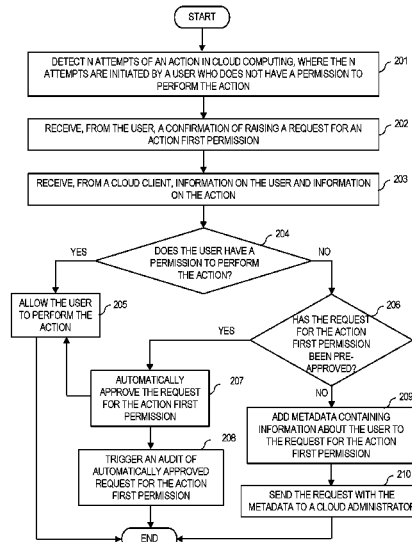 START
DETECT N ATTEMPTS OF AN ACTION IN CLOUD COMPUTING, WHERE THE N
ATTEMPTS ARE INITIATED BY A USER WHO DOES NOT HAVE A PERMISSION TO
PERFORM THE ACTION
201
RECEIVE, FROM THE USER, A CONFIRMATION OF RAISING A REQUEST FOR AN
ACTION FIRST PERMISSION
202
RECEIVE, FROM A CLOUD CLIENT, INFORMATION ON THE USER AND INFORMATION
ON THE ACTION
203
204
DOES THE USER HAVE A
PERMISSION TO PERFORM
THE ACTION?
YES
NO
ALLOW THE USER
TO PERFORM THE
ACTION
205
206
HAS THE REQUEST
FOR THE ACTION
FIRST PERMISSION
BEEN PRE-
APPROVED?
YES
NO
AUTOMATICALLY
APPROVE THE REQUEST
FOR THE ACTION FIRST
PERMISSION
207
208
TRIGGER AN AUDIT OF
AUTOMATICALLY APPROVED
REQUEST FOR THE ACTION
FIRST PERMISSION
209
ADD METADATA CONTAINING
INFORMATION ABOUT THE USER TO
THE REQUEST FOR THE ACTION
FIRST PERMISSION
210
SEND THE REQUEST WITH THE
METADATA TO A CLOUD ADMINISTRATOR
END